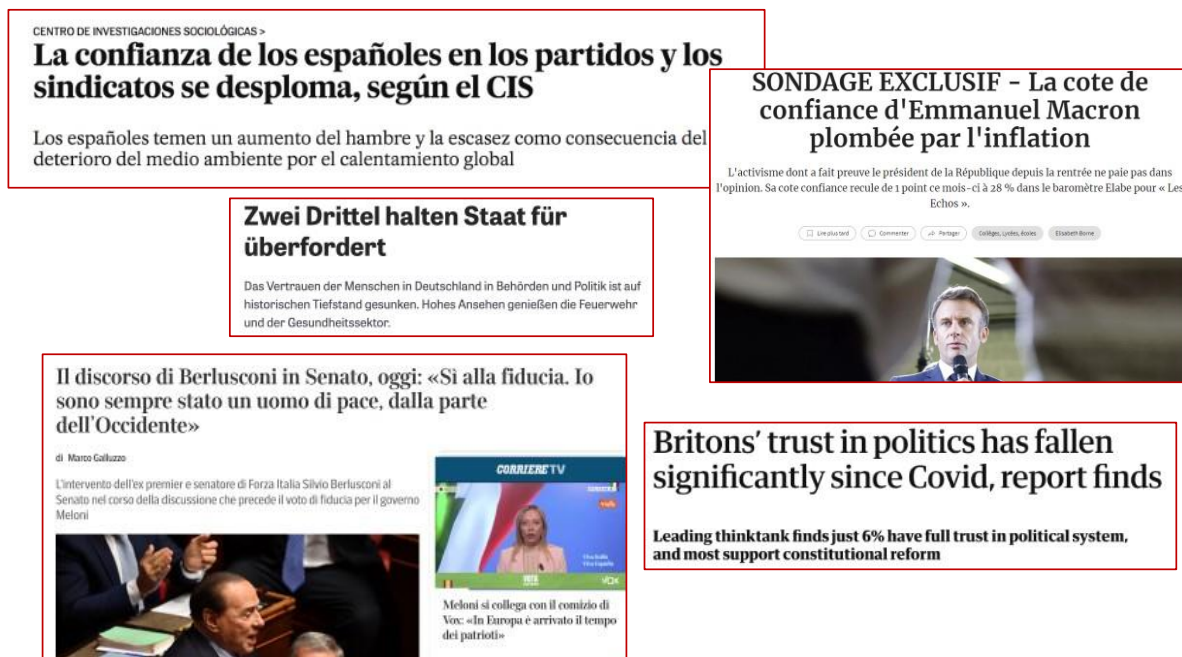 CENTRO DE INVESTIGACIONES SOCIOLÓGICAS >
La confianza de los españoles en los partidos y los
sindicatos se desploma, según el CIS
Los españoles temen un aumento del hambre y la escasez como consecuencia del
deterioro del medio ambiente por el calentamiento global
SONDAGE EXCLUSIF - La cote de
confiance d'Emmanuel Macron
plombée par l'inflation
L'activisme dont a fait preuve le président de la République depuis la rentrée ne paie pas dans
l'opinion. Sa cote confiance recule de 1 point ce mois-ci à 28 % dans le baromètre Elabe pour « Les
Echos ».
Lire plus tard Commenter Partager Collèges, Lycées, écoles Elisabeth Borne
Zwei Drittel halten Staat für
überfordert
Das Vertrauen der Menschen in Deutschland in Behörden und Politik ist auf
historischen Tiefstand gesunken. Hohes Ansehen genießen die Feuerwehr
und der Gesundheitssektor.
Il discorso di Berlusconi in Senato, oggi: «Sì alla fiducia. Io
sono sempre stato un uomo di pace, dalla parte
dell'Occidente»
di Marco Galluzzo
L'intervento dell'ex premier e senatore di Forza Italia Silvio Berlusconi al
Senato nel corso della discussione che precede il voto di fiducia per il governo
Meloni
CORRIERE TV
Viva Italia
Viva España
VOX
Meloni si collega con il comizio di
Vox: «In Europa è arrivato il tempo
dei patrioti»
Britons' trust in politics has fallen
significantly since Covid, report finds
Leading thinktank finds just 6% have full trust in political system,
and most support constitutional reform